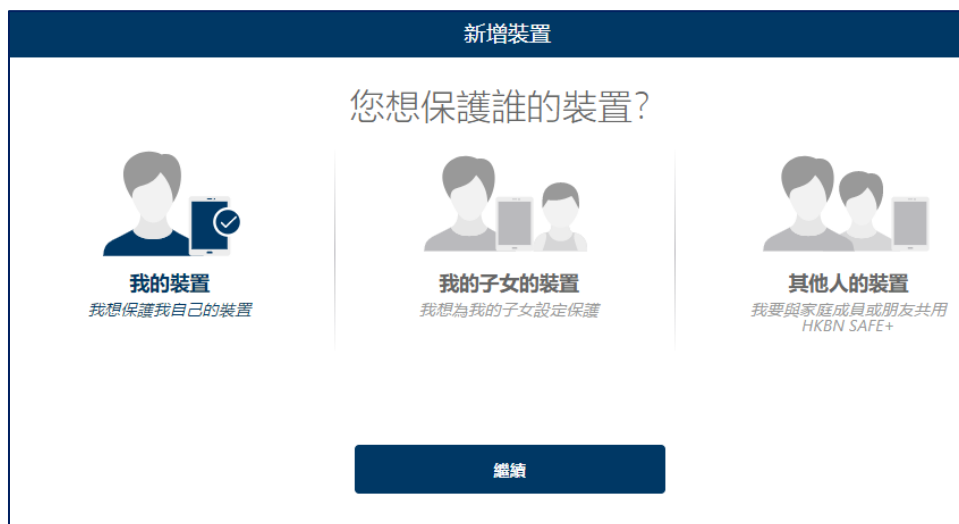 新增裝置
您想保護誰的裝置?
我的裝置
我想保護我自己的裝置
我的子女的裝置
我想為我的子女設定保護
其他人的裝置
我要與家庭成員或朋友共用
HKBN SAFE+
繼續